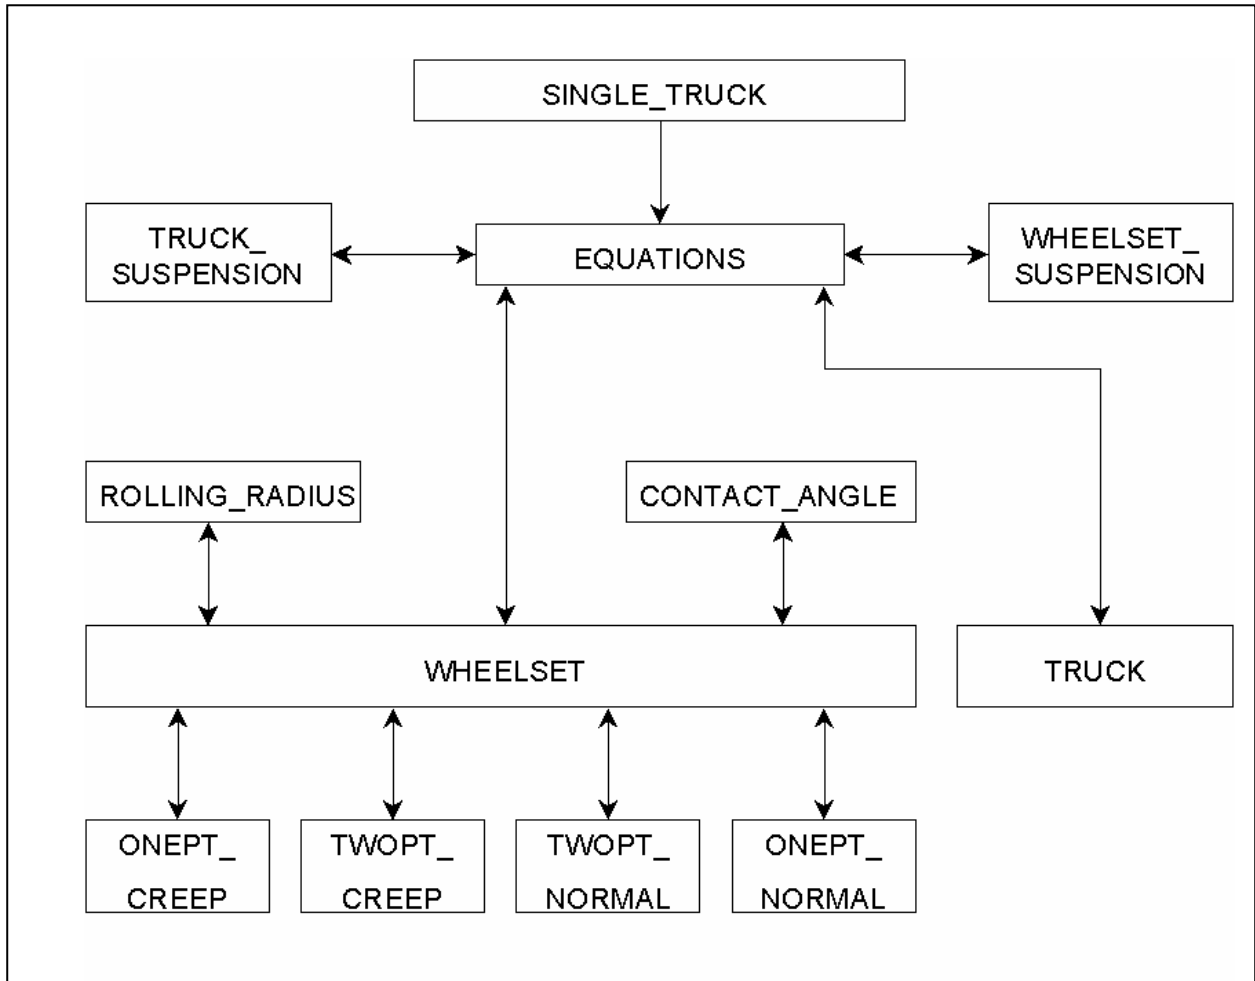 SINGLE_TRUCK
TRUCK_
SUSPENSION
EQUATIONS
WHEELSET_
SUSPENSION
ROLLING_RADIUS
CONTACT_ANGLE
WHEELSET
TRUCK
ONEPT_
CREEP
TWOPT_
CREEP
TWOPT_
NORMAL
ONEPT_
NORMAL